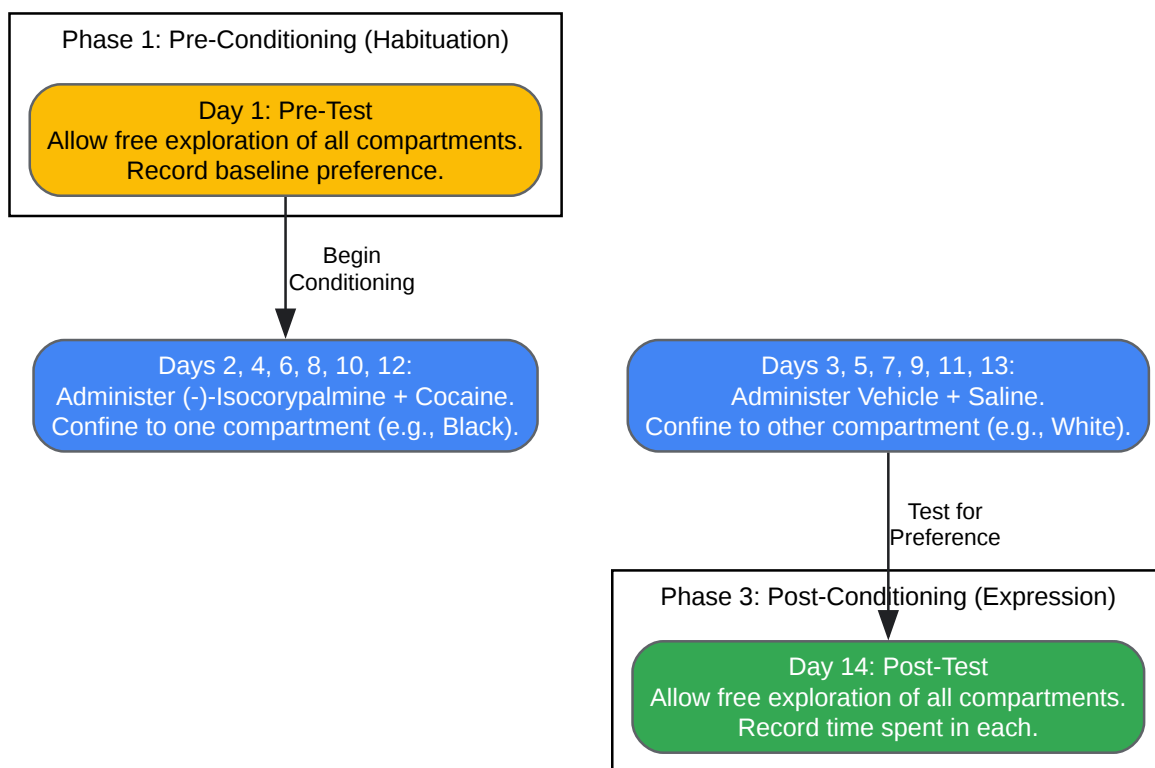 Phase 1: Pre-Conditioning (Habituation)
Day 1: Pre-Test
Allow free exploration of all compartments.
Record baseline preference.
Begin
Conditioning
Days 2, 4, 6, 8, 10, 12:
Administer (-)-Isocorypalmine + Cocaine.
Confine to one compartment (e.g., Black).
Days 3, 5, 7, 9, 11, 13:
Administer Vehicle + Saline.
Confine to other compartment (e.g., White).
Test for
Preference
Phase 3: Post-Conditioning (Expression)
Day 14: Post-Test
Allow free exploration of all compartments.
Record time spent in each.